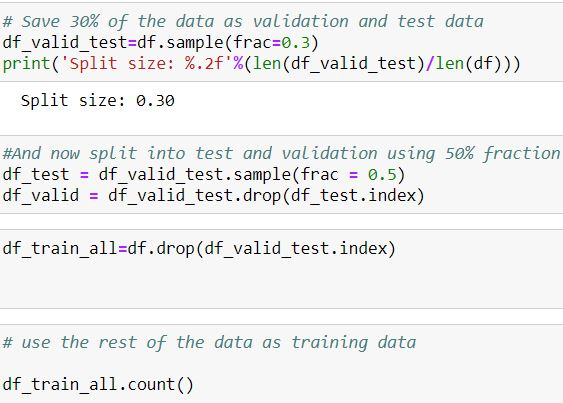 # Save 30% of the data as validation and test data
df_valid_test=df.sample(frac=0.3)
print('Split size: %.2f'%(len(df_valid_test)/len(df)))
Split size: 0.30
#And now split into test and validation using 50% fraction
df_test = df_valid_test.sample(frac = 0.5)
df_valid = df_valid_test.drop(df_test.index)
df_train_all=df.drop(df_valid_test.index)
# use the rest of the data as training data
df_train_all.count()